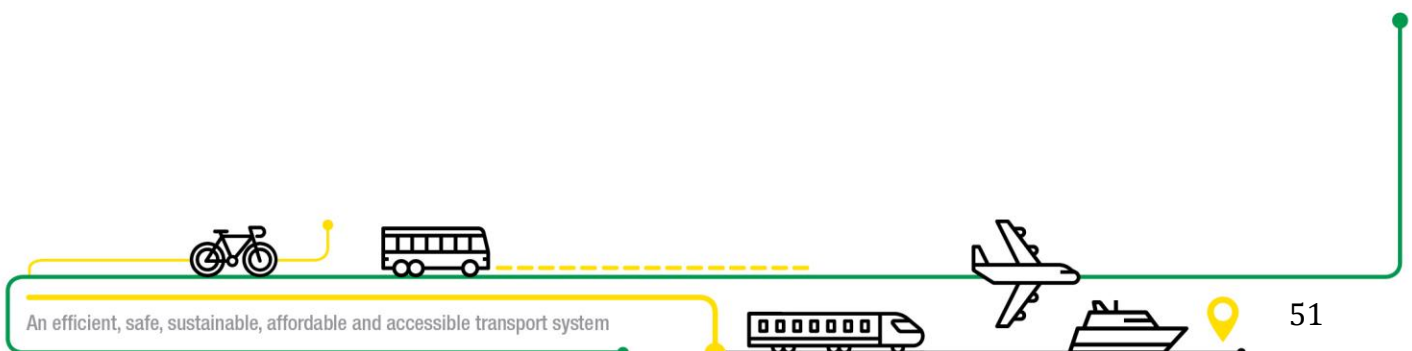 An efficient, safe, sustainable, affordable and accessible transport system
51